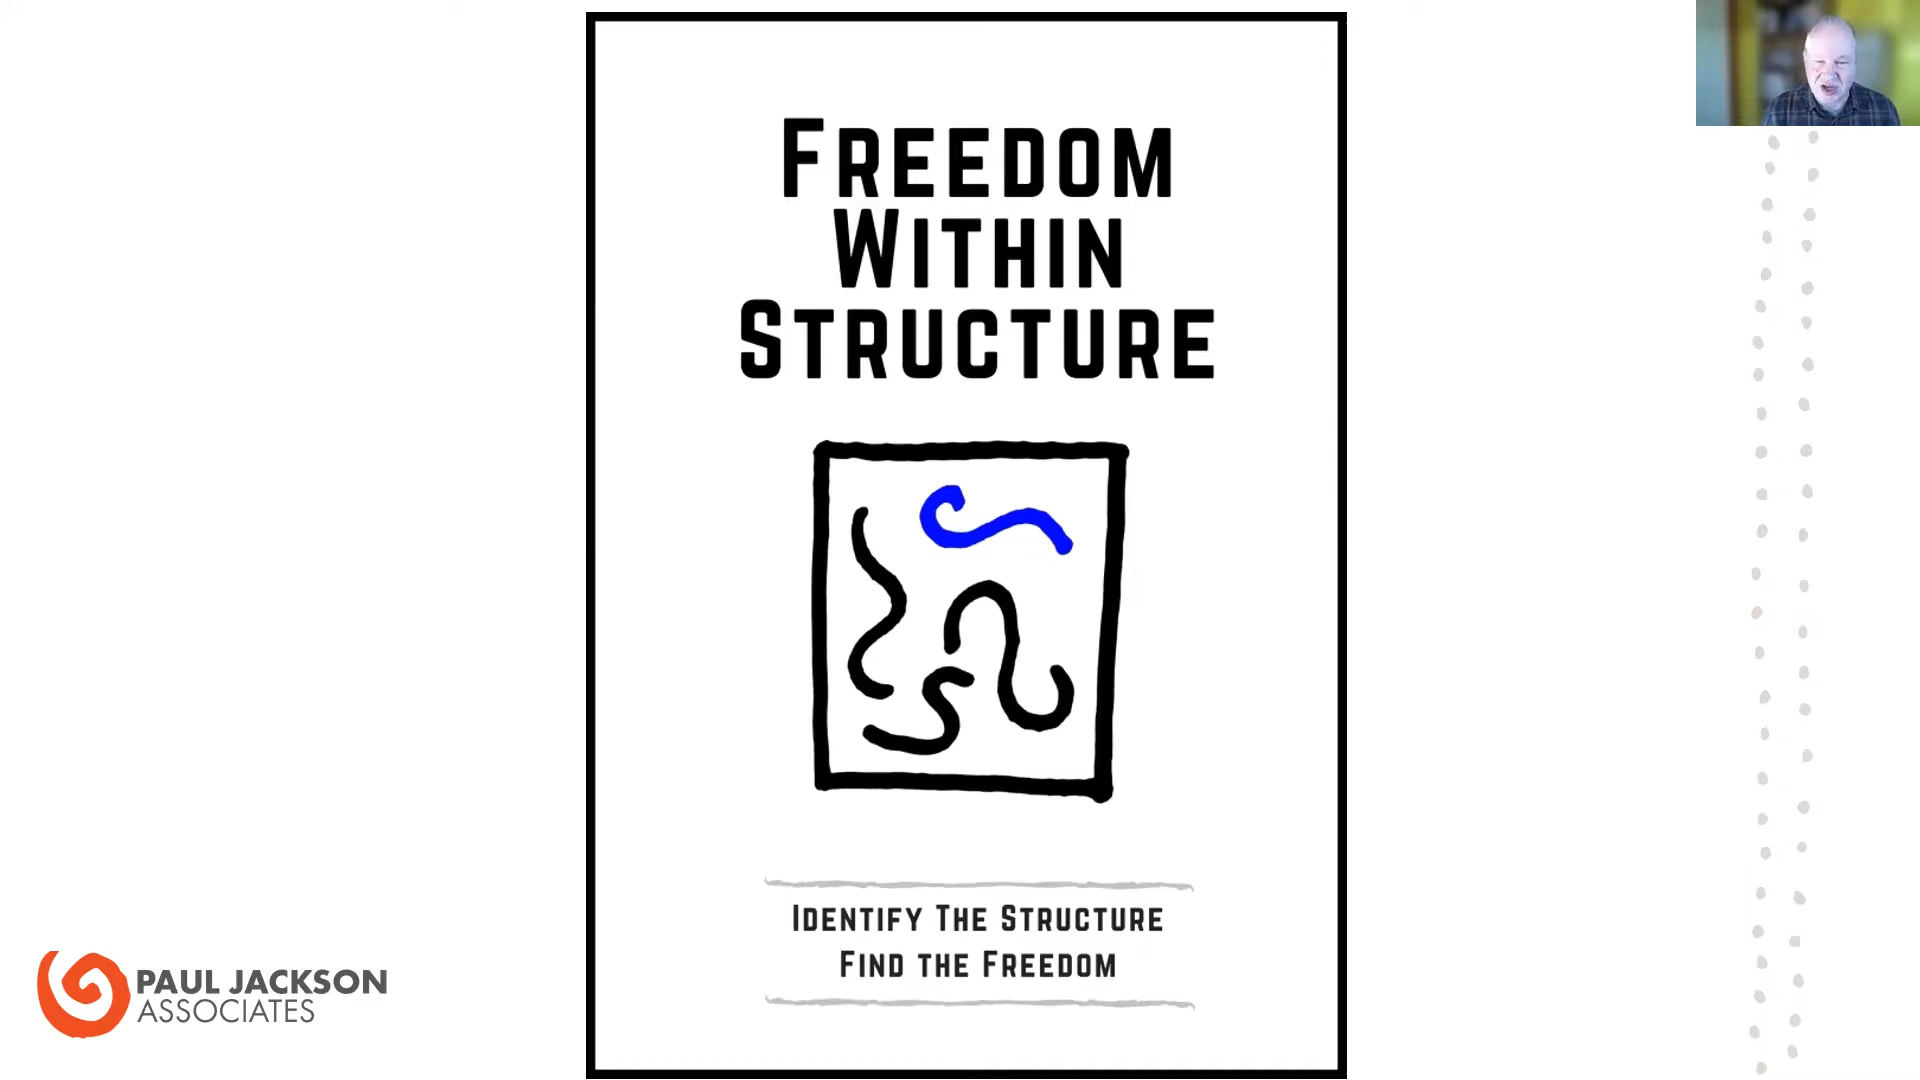 Freedom
Within
Structure
Identify The Structure
Find the Freedom
PAUL JACKSON
ASSOCIATES